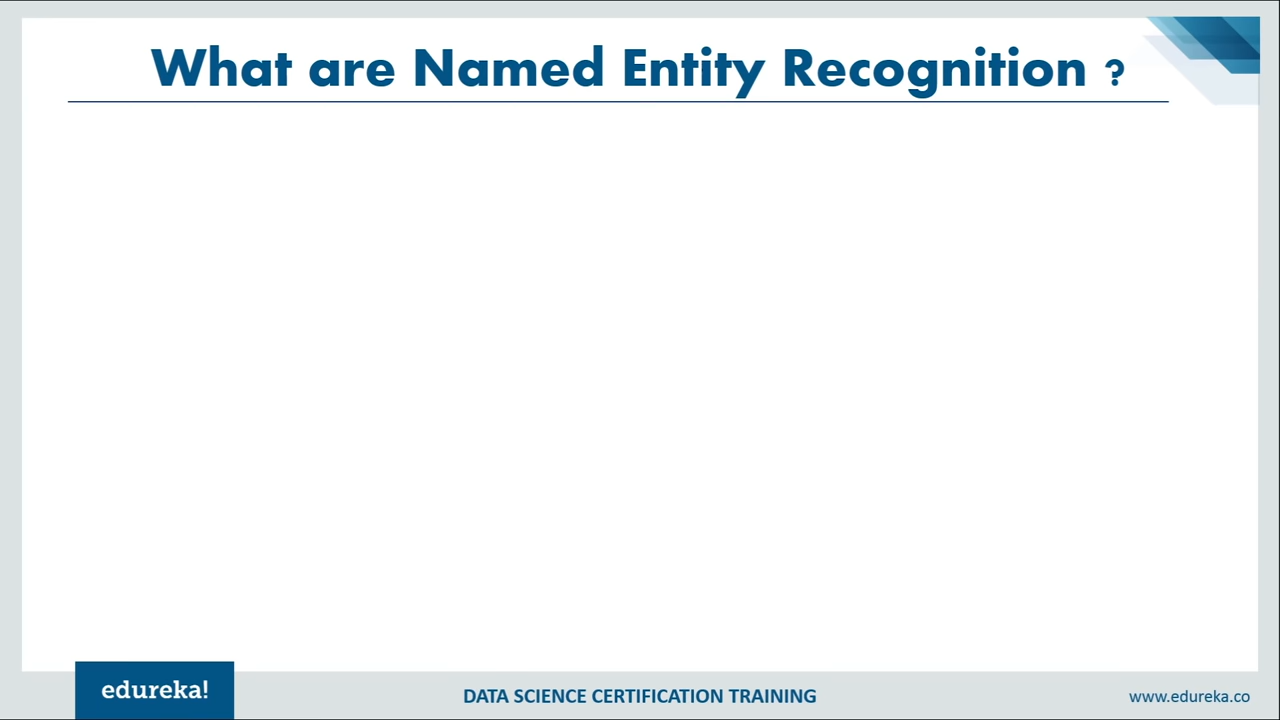 What are Named Entity Recognition ?
edureka!
DATA SCIENCE CERTIFICATION TRAINING
www.edureka.co